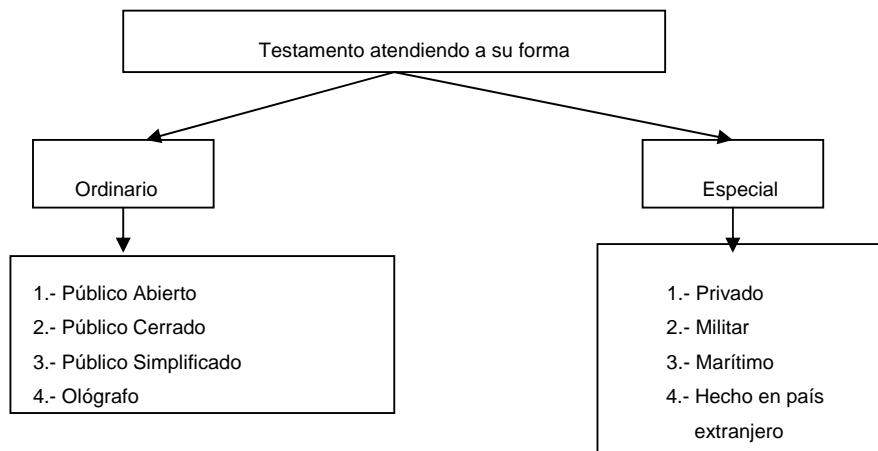 Testamento atendiendo a su forma
Ordinario
Especial
1.- Público Abierto
2.- Público Cerrado
3.- Público Simplificado
4.- Ológrafo
1.- Privado
2.- Militar
3.- Marítimo
4.- Hecho en país
extranjero